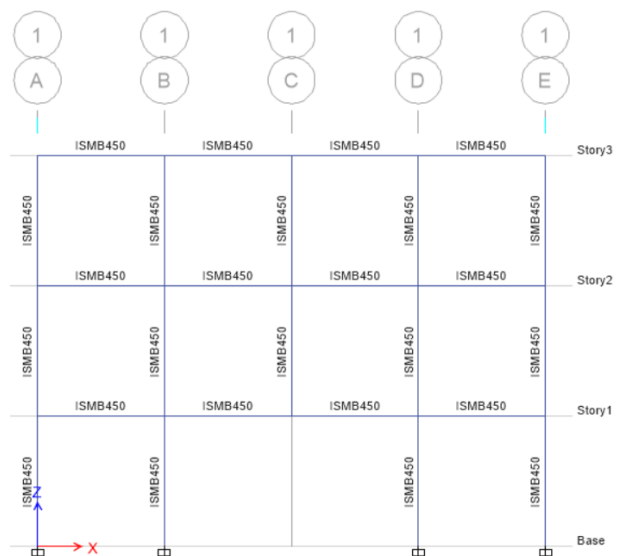 1 1 1 1 1
A B C D E
ISMB450 ISMB450 ISMB450 ISMB450 Story3
ISMB450 ISMB450 ISMB450 ISMB450 ISMB450
ISMB450 ISMB450 ISMB450 ISMB450 Story2
ISMB450 ISMB450 ISMB450 ISMB450 ISMB450
ISMB450 ISMB450 ISMB450 ISMB450 Story1
ISMB450 ISMB450 ISMB450 ISMB450
Z
X Base